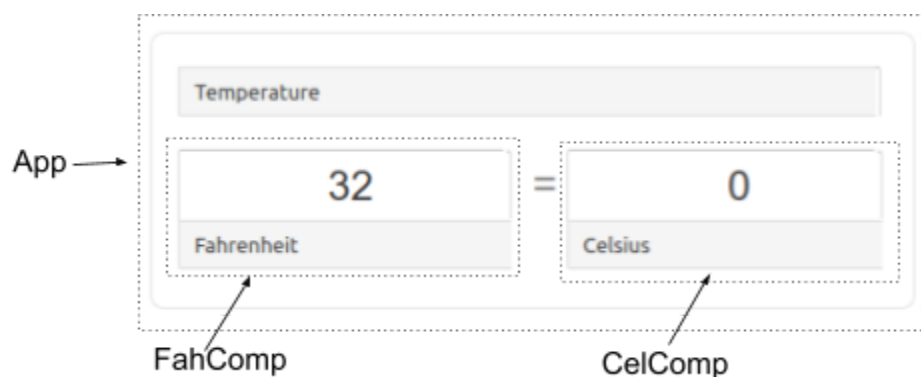 Temperature
App
32 = 0
Fahrenheit Celsius
FahComp CelComp